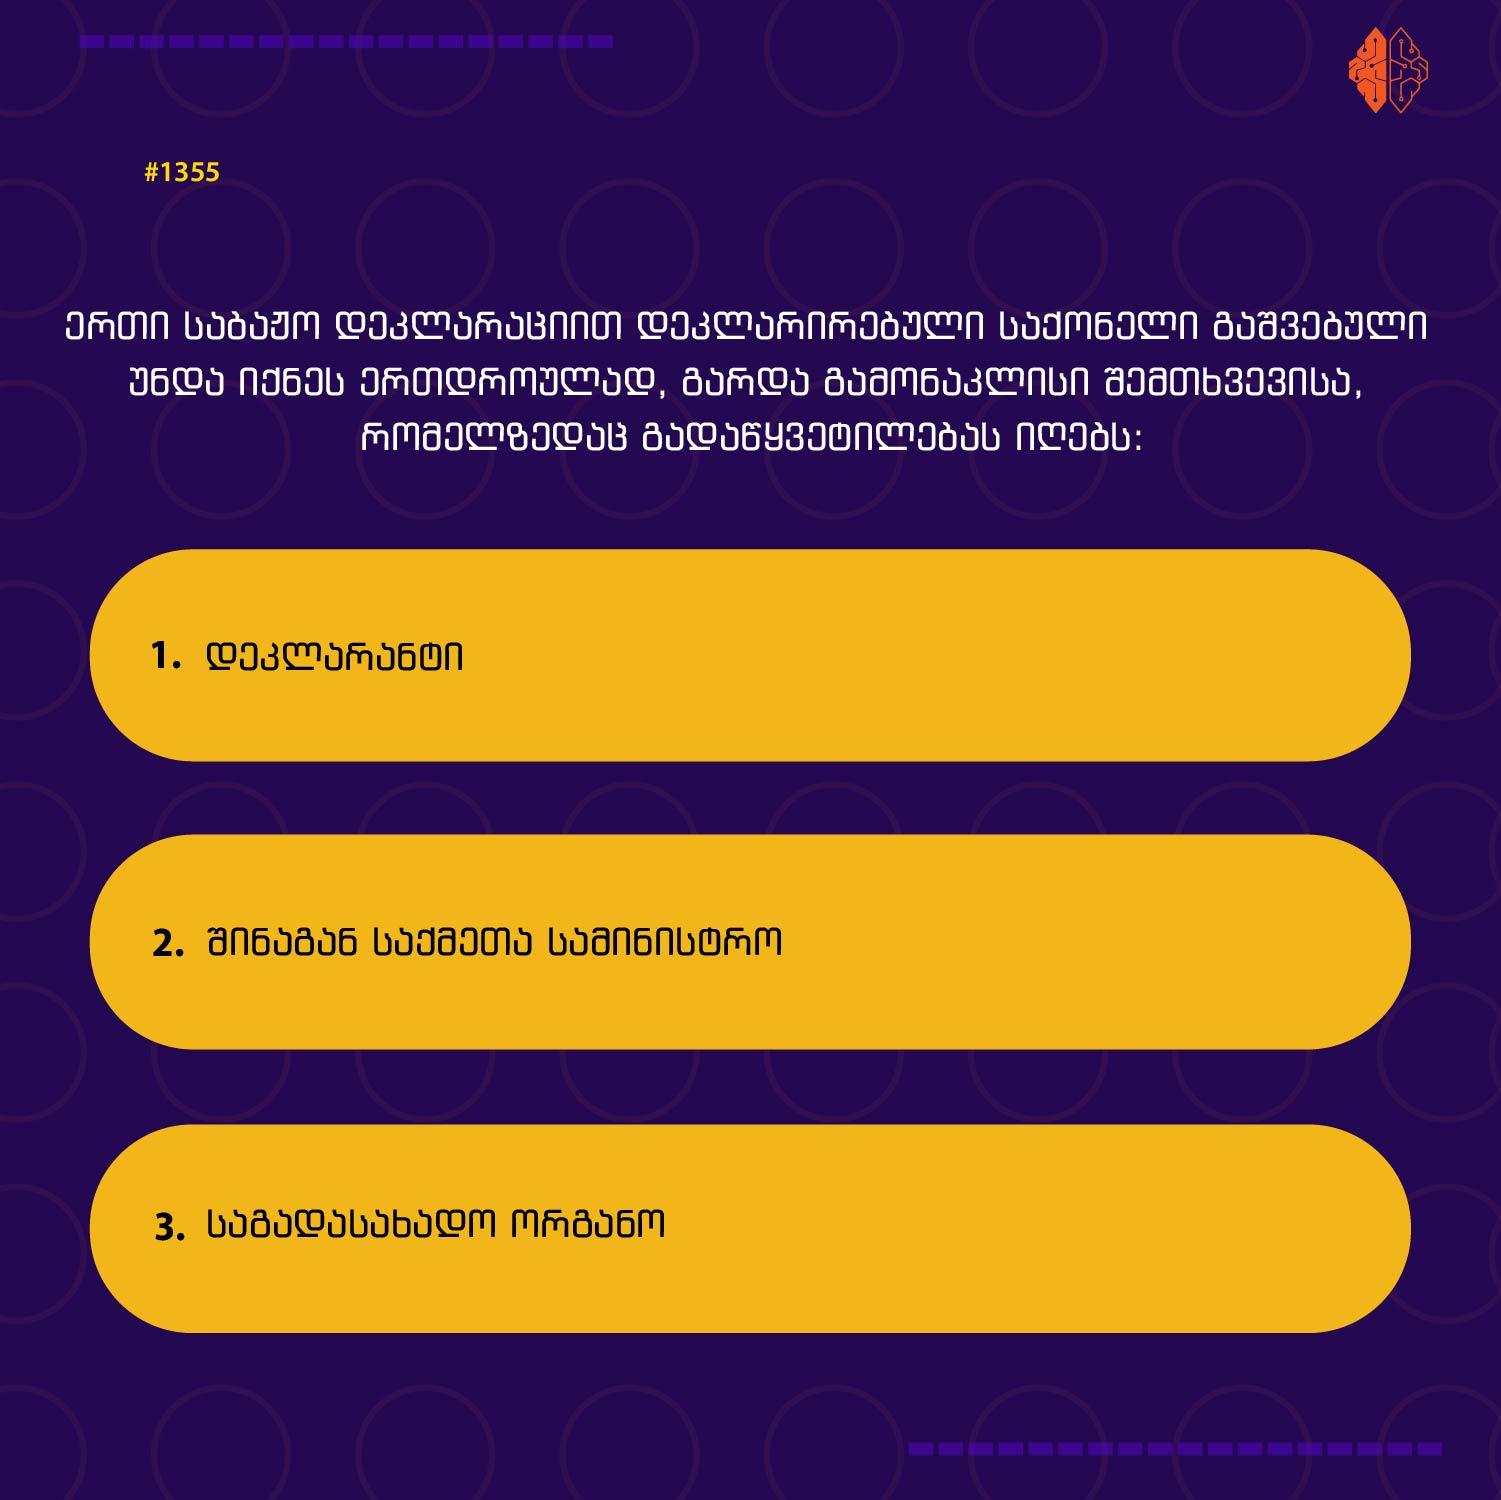 #1355
ერთი საბაჟო დეკლარაციით დეკლარირებული საქონელი გაშვებული
უნდა იქნეს ერთდროულად, გარდა გამონაკლისი შემთხვევისა,
რომელზედაც გადაწყვეტილებას იღებს:
1. დეკლარანტი
2. შინაგან საქმეთა სამინისტრო
3. საგადასახადო ორგანო